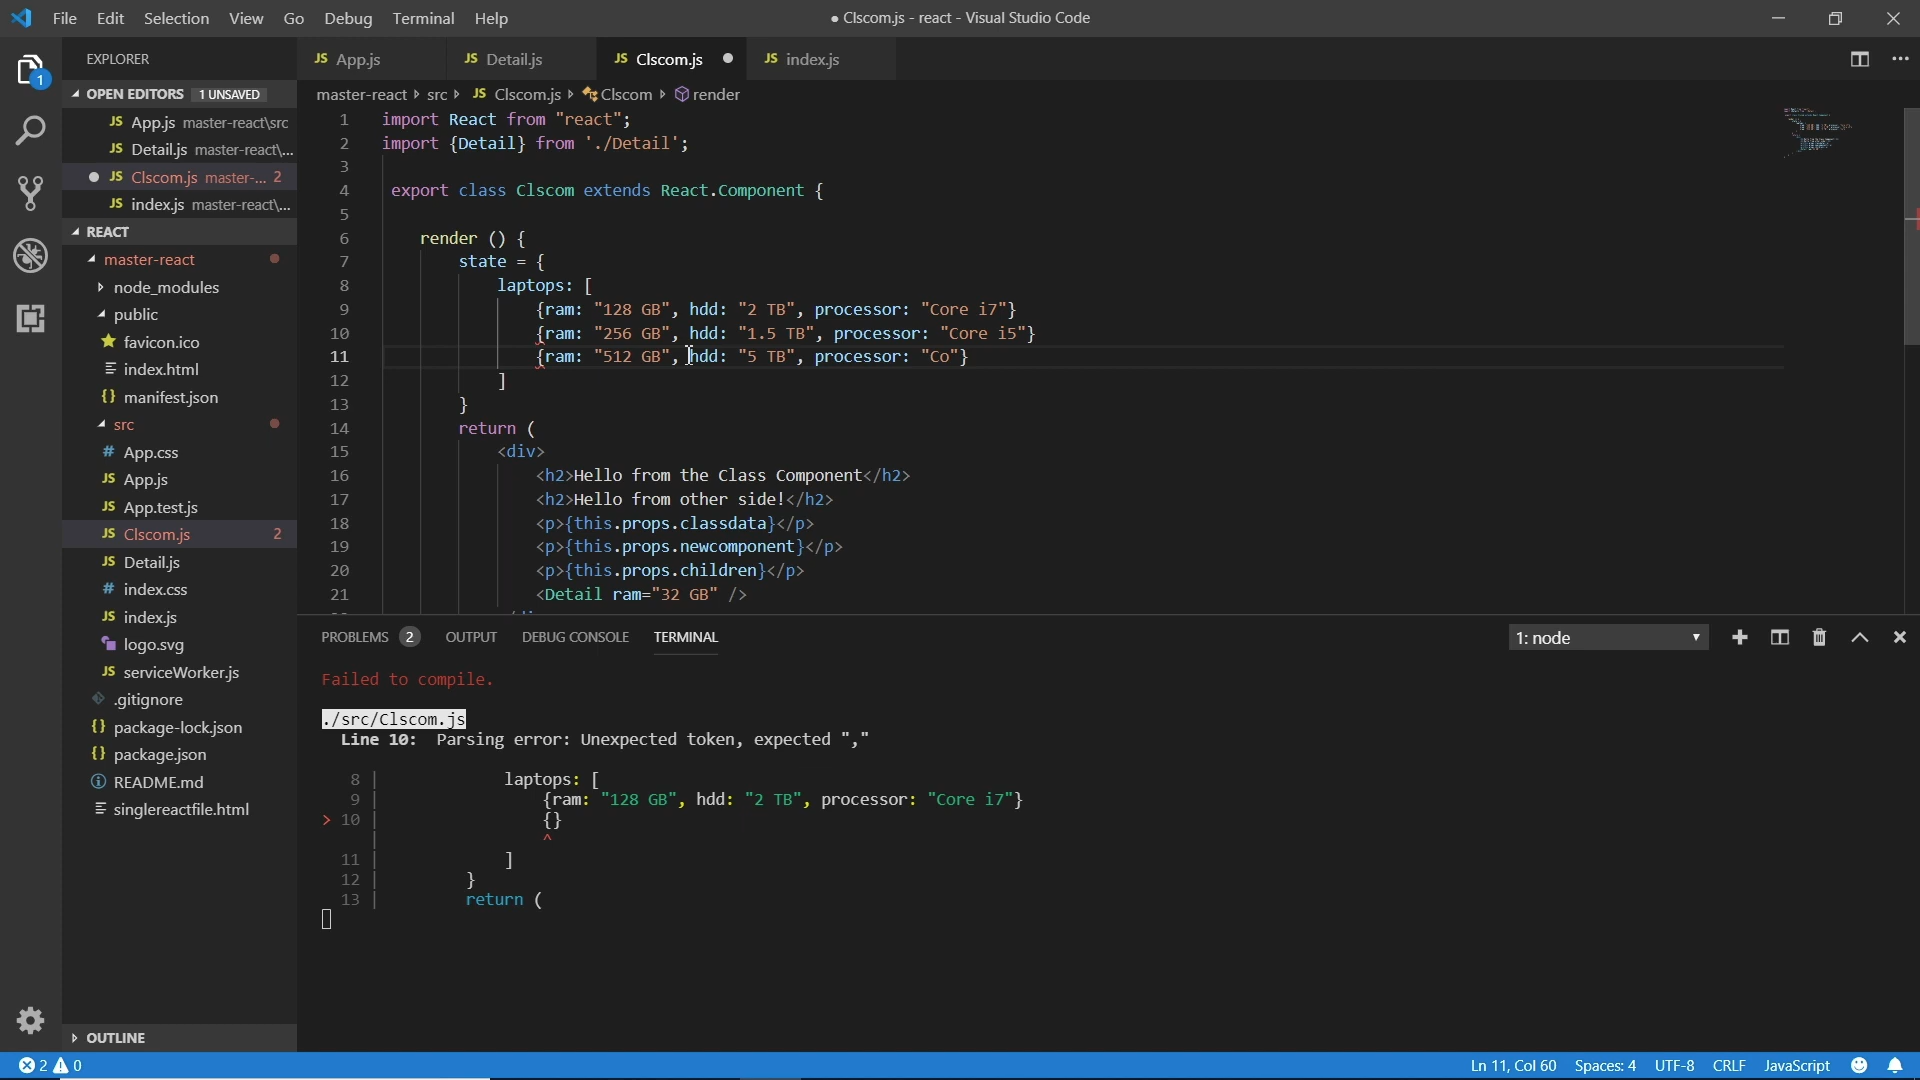 File Edit Selection View Go Debug Terminal Help
● Clscom.js - react - Visual Studio Code
EXPLORER
JS App.js
JS Detail.js
JS Clscom.js
JS index.js
1
OPEN EDITORS 1 UNSAVED
JS App.js master-react\src
JS Detail.js master-react\...
JS Clscom.js master-... 2
JS index.js master-react\...
REACT
master-react
node_modules
public
favicon.ico
index.html
{} manifest.json
src
# App.css
JS App.js
JS App.test.js
JS Clscom.js 2
JS Detail.js
# index.css
JS index.js
logo.svg
JS serviceWorker.js
.gitignore
{} package-lock.json
{} package.json
README.md
singlereactfile.html
OUTLINE
master-react src JS Clscom.js Clscom render
1 import React from "react";
2 import {Detail} from './Detail';
3
4 export class Clscom extends React.Component {
5
6 render () {
7 state = {
8 laptops: [
9 {ram: "128 GB", hdd: "2 TB", processor: "Core i7"}
10 {ram: "256 GB", hdd: "1.5 TB", processor: "Core i5"}
11 {ram: "512 GB", hdd: "5 TB", processor: "Co"}
12 ]
13 }
14 return (
15 <div>
16 <h2>Hello from the Class Component</h2>
17 <h2>Hello from other side!</h2>
18 <p>{this.props.classdata}</p>
19 <p>{this.props.newcomponent}</p>
20 <p>{this.props.children}</p>
21 <Detail ram="32 GB" />
PROBLEMS 2 OUTPUT DEBUG CONSOLE TERMINAL
1: node
Failed to compile.
./src/Clscom.js
Line 10: Parsing error: Unexpected token, expected ","
8 | laptops: [
9 | {ram: "128 GB", hdd: "2 TB", processor: "Core i7"}
> 10 | {}
| ^
11 | ]
12 | }
13 | return (
2 0
Ln 11, Col 60 Spaces: 4 UTF-8 CRLF JavaScript